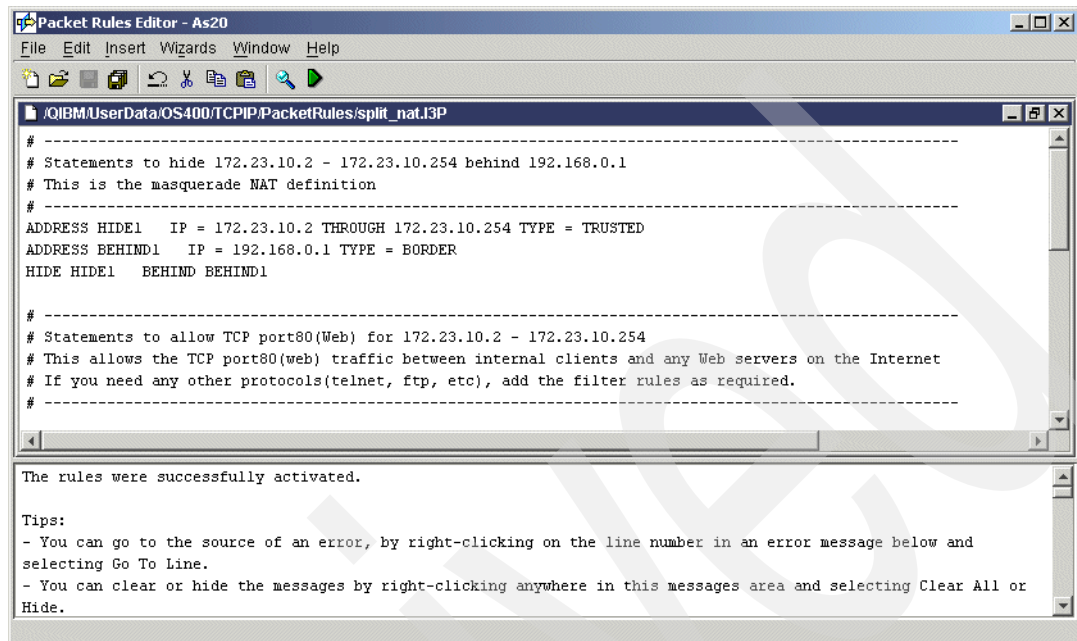 Packet Rules Editor - As20
File Edit Insert Wizards Window Help
/QIBM/UserData/OS400/TCPIP/PacketRules/split_nat.I3P
# -----------------------------------------------------------------------------------------
# Statements to hide 172.23.10.2 - 172.23.10.254 behind 192.168.0.1
# This is the masquerade NAT definition
# -----------------------------------------------------------------------------------------
ADDRESS HIDE1   IP = 172.23.10.2 THROUGH 172.23.10.254 TYPE = TRUSTED
ADDRESS BEHIND1   IP = 192.168.0.1 TYPE = BORDER
HIDE HIDE1   BEHIND BEHIND1
# -----------------------------------------------------------------------------------------
# Statements to allow TCP port80(Web) for 172.23.10.2 - 172.23.10.254
# This allows the TCP port80(web) traffic between internal clients and any Web servers on the Internet
# If you need any other protocols(telnet, ftp, etc), add the filter rules as required.
# -----------------------------------------------------------------------------------------
The rules were successfully activated.
Tips:
- You can go to the source of an error, by right-clicking on the line number in an error message below and
selecting Go To Line.
- You can clear or hide the messages by right-clicking anywhere in this messages area and selecting Clear All or
Hide.